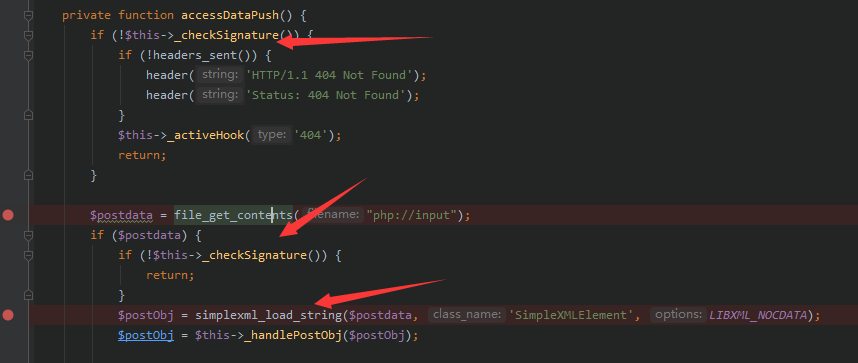 private function accessDataPush() {
if (!$this->_checkSignature()) {
if (!headers_sent()) {
header( string: 'HTTP/1.1 404 Not Found');
header( string: 'Status: 404 Not Found');
}
$this->_activeHook( type: '404');
return;
}
$postdata = file_get_contents( filename: "php://input");
if ($postdata) {
if (!$this->_checkSignature()) {
return;
}
$postObj = simplexml_load_string($postdata, class_name: 'SimpleXMLElement', options: LIBXML_NOCDATA);
$postObj = $this->_handlePostObj($postObj);